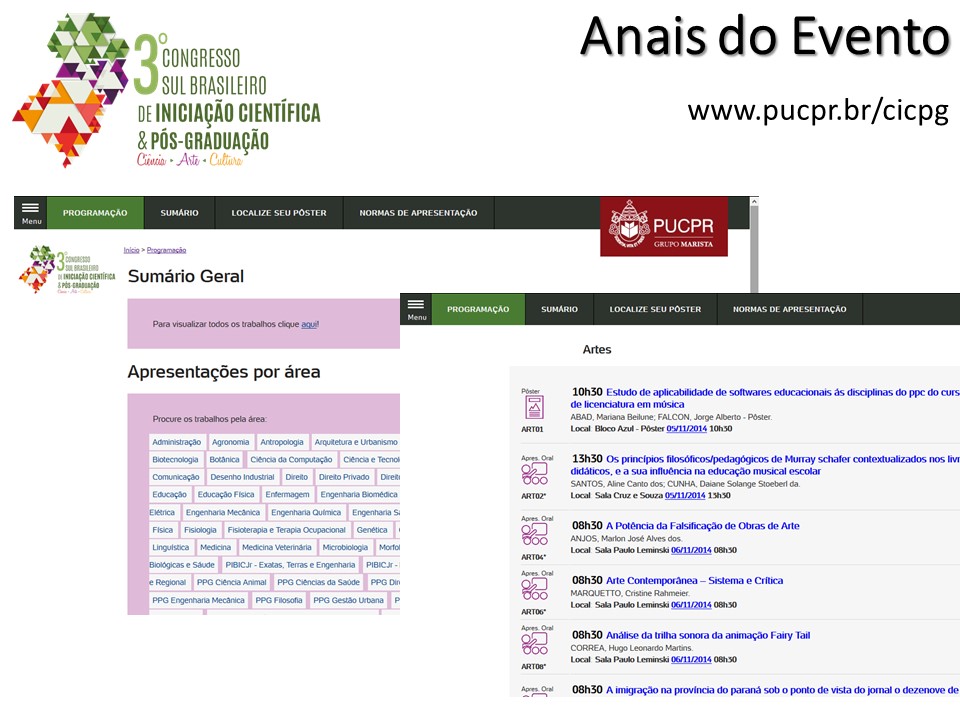 Anais do Evento
www.pucpr.br/cicpg
3º CONGRESSO
SUL BRASILEIRO
DE INICIAÇÃO CIENTÍFICA
& PÓS-GRADUAÇÃO
Ciência • Arte • Cultura
Menu
PROGRAMAÇÃO
SUMÁRIO
LOCALIZE SEU PÔSTER
NORMAS DE APRESENTAÇÃO
PUCPR
GRUPO MARISTA
3º CONGRESSO
SUL BRASILEIRO
DE INICIAÇÃO CIENTÍFICA
& PÓS-GRADUAÇÃO
Início > Programação
Sumário Geral
Para visualizar todos os trabalhos clique aqui!
Apresentações por área
Procure os trabalhos pela área:
Administração Agronomia Antropologia Arquitetura e Urbanismo
Biotecnologia Botânica Ciência da Computação Ciência e Tecnol
Comunicação Desenho Industrial Direito Direito Privado Direit
Educação Educação Física Enfermagem Engenharia Biomédica
Elétrica Engenharia Mecânica Engenharia Química Engenharia Sa
Física Fisiologia Fisioterapia e Terapia Ocupacional Genética
Linguística Medicina Medicina Veterinária Microbiologia Morfol
Biológicas e Saúde PIBICJr - Exatas, Terras e Engenharia PIBICJr -
e Regional PPG Ciência Animal PPG Ciências da Saúde PPG Dir
PPG Engenharia Mecânica PPG Filosofia PPG Gestão Urbana P
Menu
PROGRAMAÇÃO
SUMÁRIO
LOCALIZE SEU PÔSTER
NORMAS DE APRESENTAÇÃO
Artes
Pôster
ART01
10h30 Estudo de aplicabilidade de softwares educacionais ás disciplinas do ppc do curs
de licenciatura em música
ABAD, Mariana Beilune; FALCON, Jorge Alberto - Pôster.
Local Bloco Azul - Pôster 05/11/2014 10h30
Apres. Oral
ART02*
13h30 Os princípios filosóficos/pedagógicos de Murray schafer contextualizados nos livr
didáticos, e a sua influência na educação musical escolar
SANTOS, Aline Canto dos; CUNHA, Daiane Solange Stoeberl da.
Local Sala Cruz e Souza 05/11/2014 13h30
Apres. Oral
ART04*
08h30 A Potência da Falsificação de Obras de Arte
ANJOS, Marlon José Alves dos.
Local Sala Paulo Leminski 06/11/2014 08h30
Apres. Oral
ART06*
08h30 Arte Contemporânea – Sistema e Crítica
MARQUETTO, Cristine Rahmeier.
Local Sala Paulo Leminski 06/11/2014 08h30
Apres. Oral
ART08*
08h30 Análise da trilha sonora da animação Fairy Tail
CORREA, Hugo Leonardo Martins.
Local Sala Paulo Leminski 06/11/2014 08h30
Apres. Oral
08h30 A imigração na província do paraná sob o ponto de vista do jornal o dezenove de